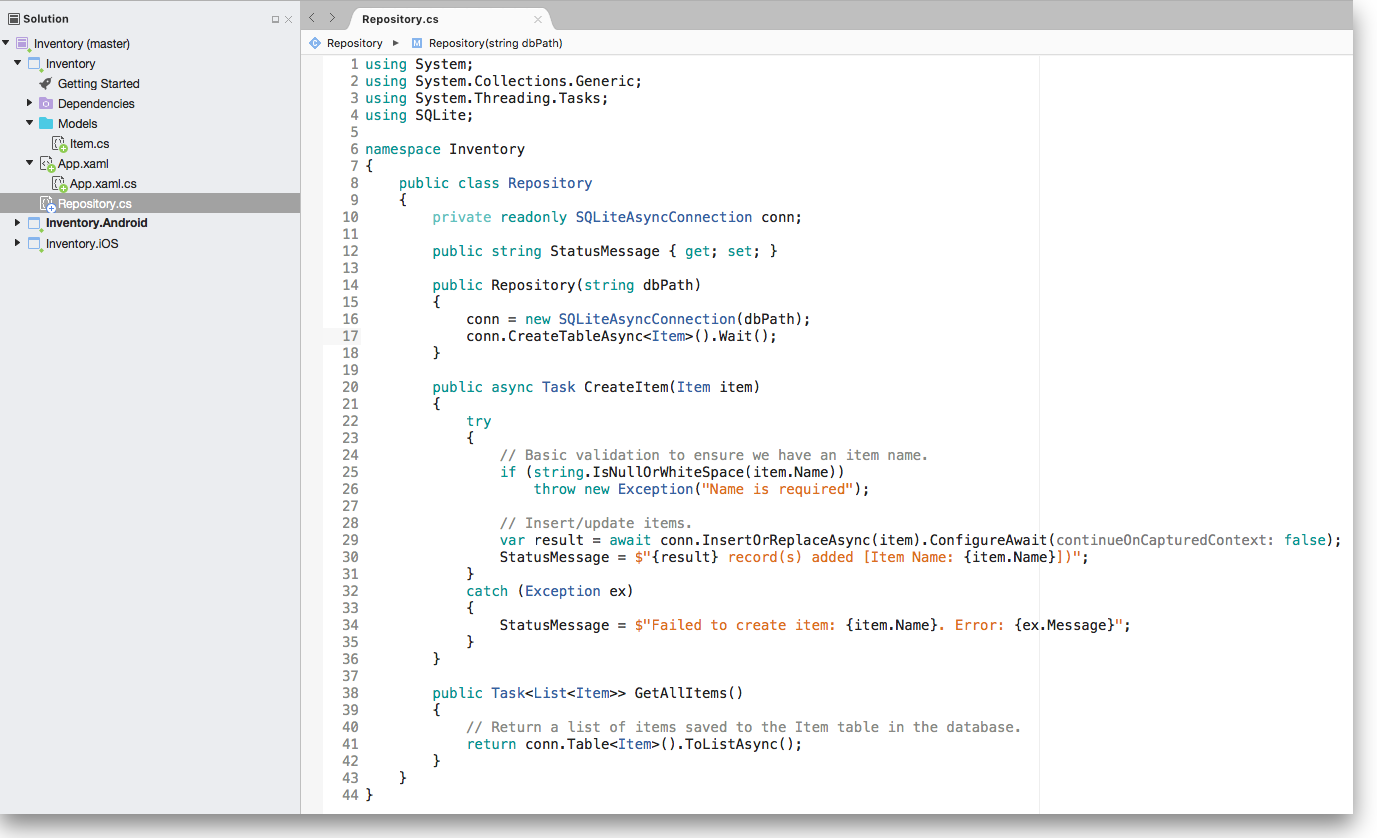 Solution
Inventory (master)
Inventory
Getting Started
Dependencies
Models
Item.cs
App.xaml
App.xaml.cs
Repository.cs
Inventory.Android
Inventory.iOS
Repository.cs
Repository
Repository(string dbPath)
1 using System;
2 using System.Collections.Generic;
3 using System.Threading.Tasks;
4 using SQLite;
5
6 namespace Inventory
7 {
8     public class Repository
9     {
10         private readonly SQLiteAsyncConnection conn;
11
12         public string StatusMessage { get; set; }
13
14         public Repository(string dbPath)
15         {
16             conn = new SQLiteAsyncConnection(dbPath);
17             conn.CreateTableAsync<Item>().Wait();
18         }
19
20         public async Task CreateItem(Item item)
21         {
22             try
23             {
24                 // Basic validation to ensure we have an item name.
25                 if (string.IsNullOrWhiteSpace(item.Name))
26                     throw new Exception("Name is required");
27
28                 // Insert/update items.
29                 var result = await conn.InsertOrReplaceAsync(item).ConfigureAwait(continueOnCapturedContext: false);
30                 StatusMessage = $"{result} record(s) added [Item Name: {item.Name}])";
31             }
32             catch (Exception ex)
33             {
34                 StatusMessage = $"Failed to create item: {item.Name}. Error: {ex.Message}";
35             }
36         }
37
38         public Task<List<Item>> GetAllItems()
39         {
40             // Return a list of items saved to the Item table in the database.
41             return conn.Table<Item>().ToListAsync();
42         }
43     }
44 }